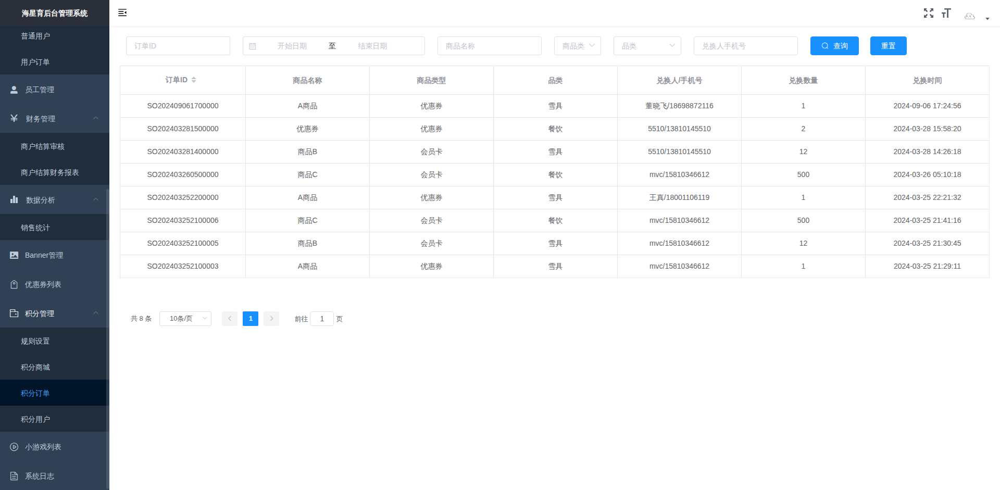 海星育后台管理系统
普通用户
用户订单
员工管理
财务管理
商户结算审核
商户结算财务报表
数据分析
销售统计
Banner管理
优惠券列表
积分管理
规则设置
积分商城
积分订单
积分用户
小游戏列表
系统日志
订单ID 开始日期 至 结束日期 商品名称 商品类 品类 兑换人手机号 查询 重置
订单ID 商品名称 商品类型 品类 兑换人/手机号 兑换数量 兑换时间
SO202409061700000 A商品 优惠券 雪具 董晓飞/18698872116 1 2024-09-06 17:24:56
SO202403281500000 优惠券 优惠券 餐饮 5510/13810145510 2 2024-03-28 15:58:20
SO202403281400000 商品B 会员卡 雪具 5510/13810145510 12 2024-03-28 14:26:18
SO202403260500000 商品C 会员卡 餐饮 mvc/15810346612 500 2024-03-26 05:10:18
SO202403252200000 A商品 优惠券 雪具 王真/18001106119 1 2024-03-25 22:21:32
SO202403252100006 商品C 会员卡 餐饮 mvc/15810346612 500 2024-03-25 21:41:16
SO202403252100005 商品B 会员卡 雪具 mvc/15810346612 12 2024-03-25 21:30:45
SO202403252100003 A商品 优惠券 雪具 mvc/15810346612 1 2024-03-25 21:29:11
共 8 条 10条/页 1 前往 1 页